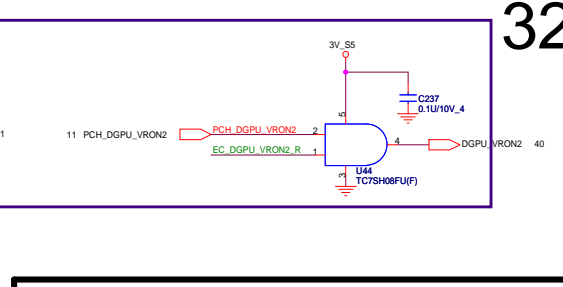 32
3V_S5
C237
0.1U/10V_4
5
1
11 PCH_DGPU_VRON2
PCH_DGPU_VRON2
2
EC_DGPU_VRON2_R
1
4
DGPU_VRON2 40
3
U44
TC7SH08FU(F)